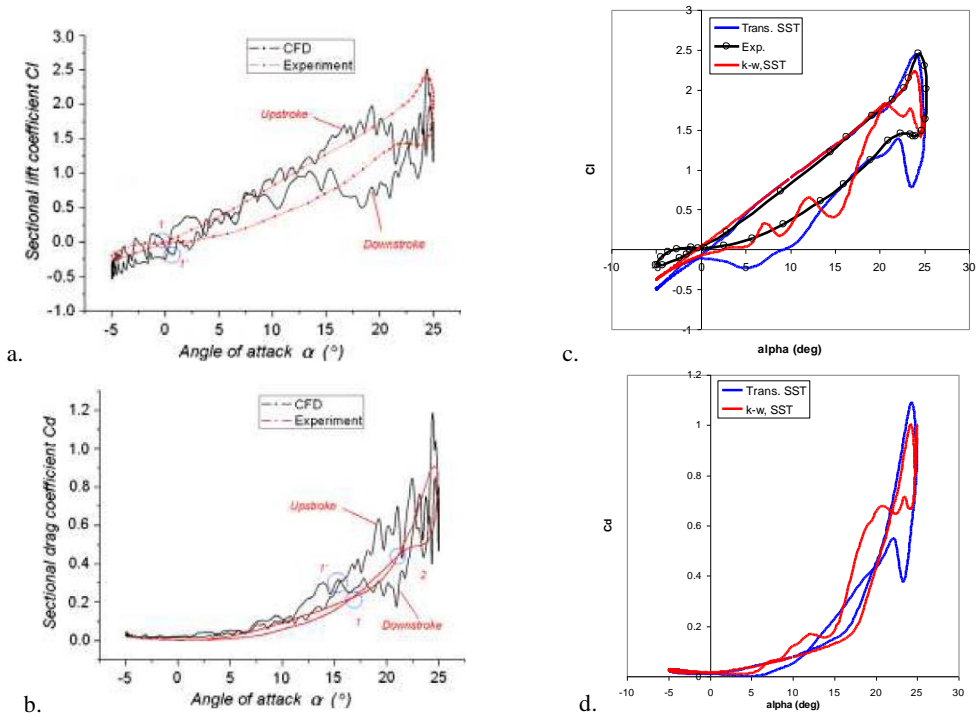 3.0
2.5
2.0
1.5
1.0
0.5
0.0
-0.5
-1.0
Sectional lift coefficient Cl
CFD
Experiment
Upstroke
Downstroke
1
1
-5 0 5 10 15 20 25
Angle of attack α (°)
a.
3
2.5
2
1.5
1
0.5
0
-0.5
-1
Cl
Trans. SST
Exp.
k-w,SST
-10 -5 0 5 10 15 20 25 30
alpha (deg)
c.
1.2
1.0
0.8
0.6
0.4
0.2
0.0
Sectional drag coefficient Cd
CFD
Experiment
Upstroke
Downstroke
1'
1
2
-5 0 5 10 15 20 25
Angle of attack α (°)
b.
1.2
1
0.8
0.6
0.4
0.2
0
Cd
Trans. SST
k-w, SST
-10 -5 0 5 10 15 20 25 30
alpha (deg)
d.